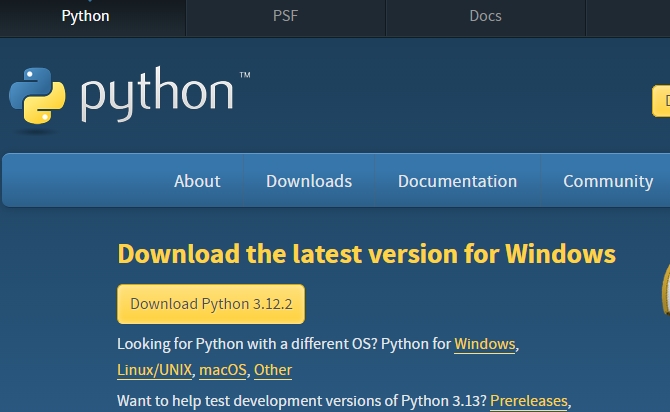 Python PSF Docs
python™
About Downloads Documentation Community
Download the latest version for Windows
Download Python 3.12.2
Looking for Python with a different OS? Python for Windows,
Linux/UNIX, macOS, Other
Want to help test development versions of Python 3.13? Prereleases,